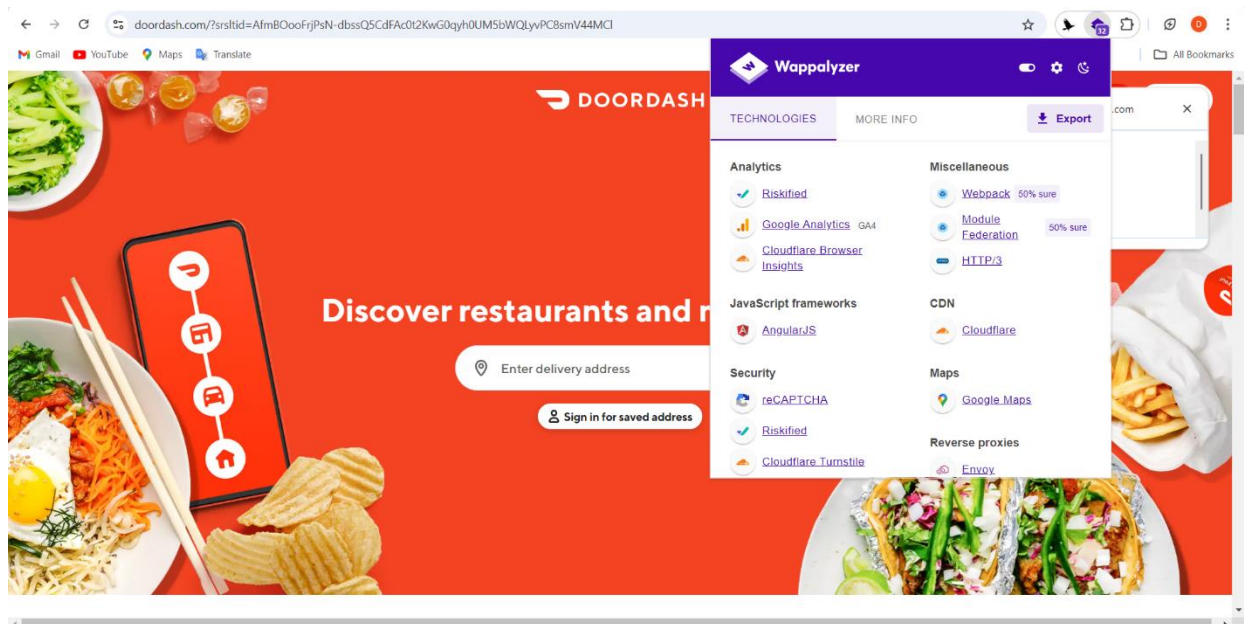 doordash.com/?srsltid=AfmBOooFrjPsN-dbssQ5CdFAc0t2KwG0qyh0UM5bWQLyvPC8smV44MCl
32
D
Gmail YouTube Maps Translate
All Bookmarks
DOORDASH
Discover restaurants and
Enter delivery address
Sign in for saved address
.com
Wappalyzer
TECHNOLOGIES MORE INFO
Export
Analytics
Riskified
Google Analytics GA4
Cloudflare Browser
Insights
JavaScript frameworks
AngularJS
Security
reCAPTCHA
Riskified
Cloudflare Turnstile
Miscellaneous
Webpack 50% sure
Module
Federation 50% sure
HTTP/3
CDN
Cloudflare
Maps
Google Maps
Reverse proxies
Envoy